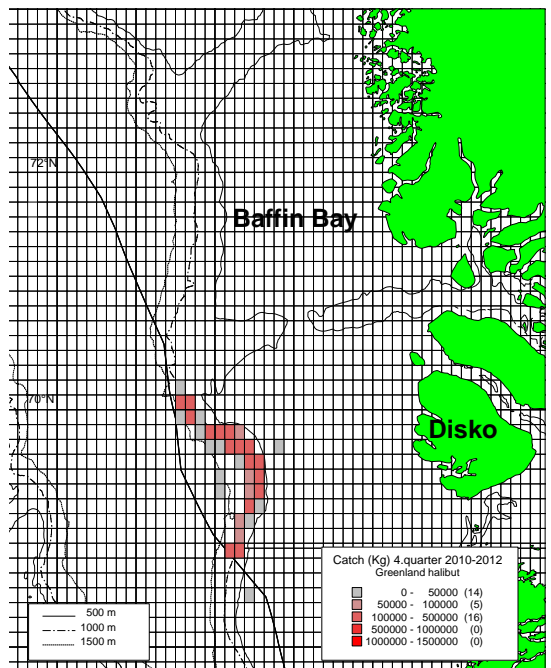 72°N
Baffin Bay
70°N
Disko
Catch (Kg) 4.quarter 2010-2012
Greenland halibut
0 - 50000 (14)
50000 - 100000 (5)
100000 - 500000 (16)
500000 - 1000000 (0)
1000000 - 1500000 (0)
500 m
1000 m
1500 m